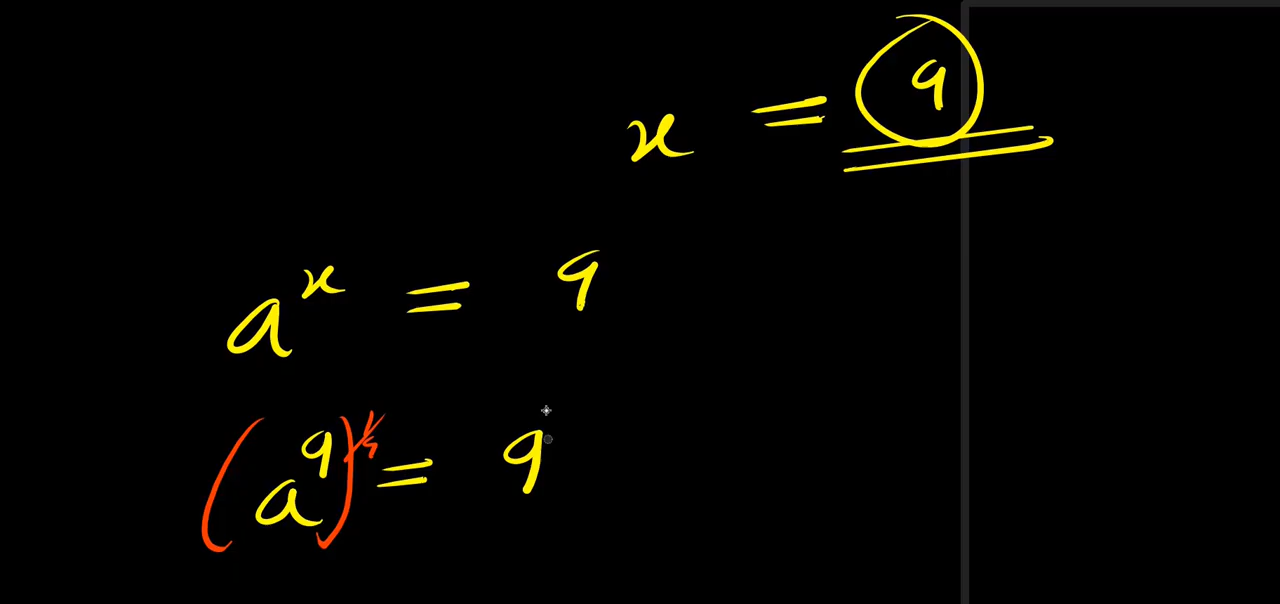 x = 9
a^x = 9
(a^9)^{1/9} = 9